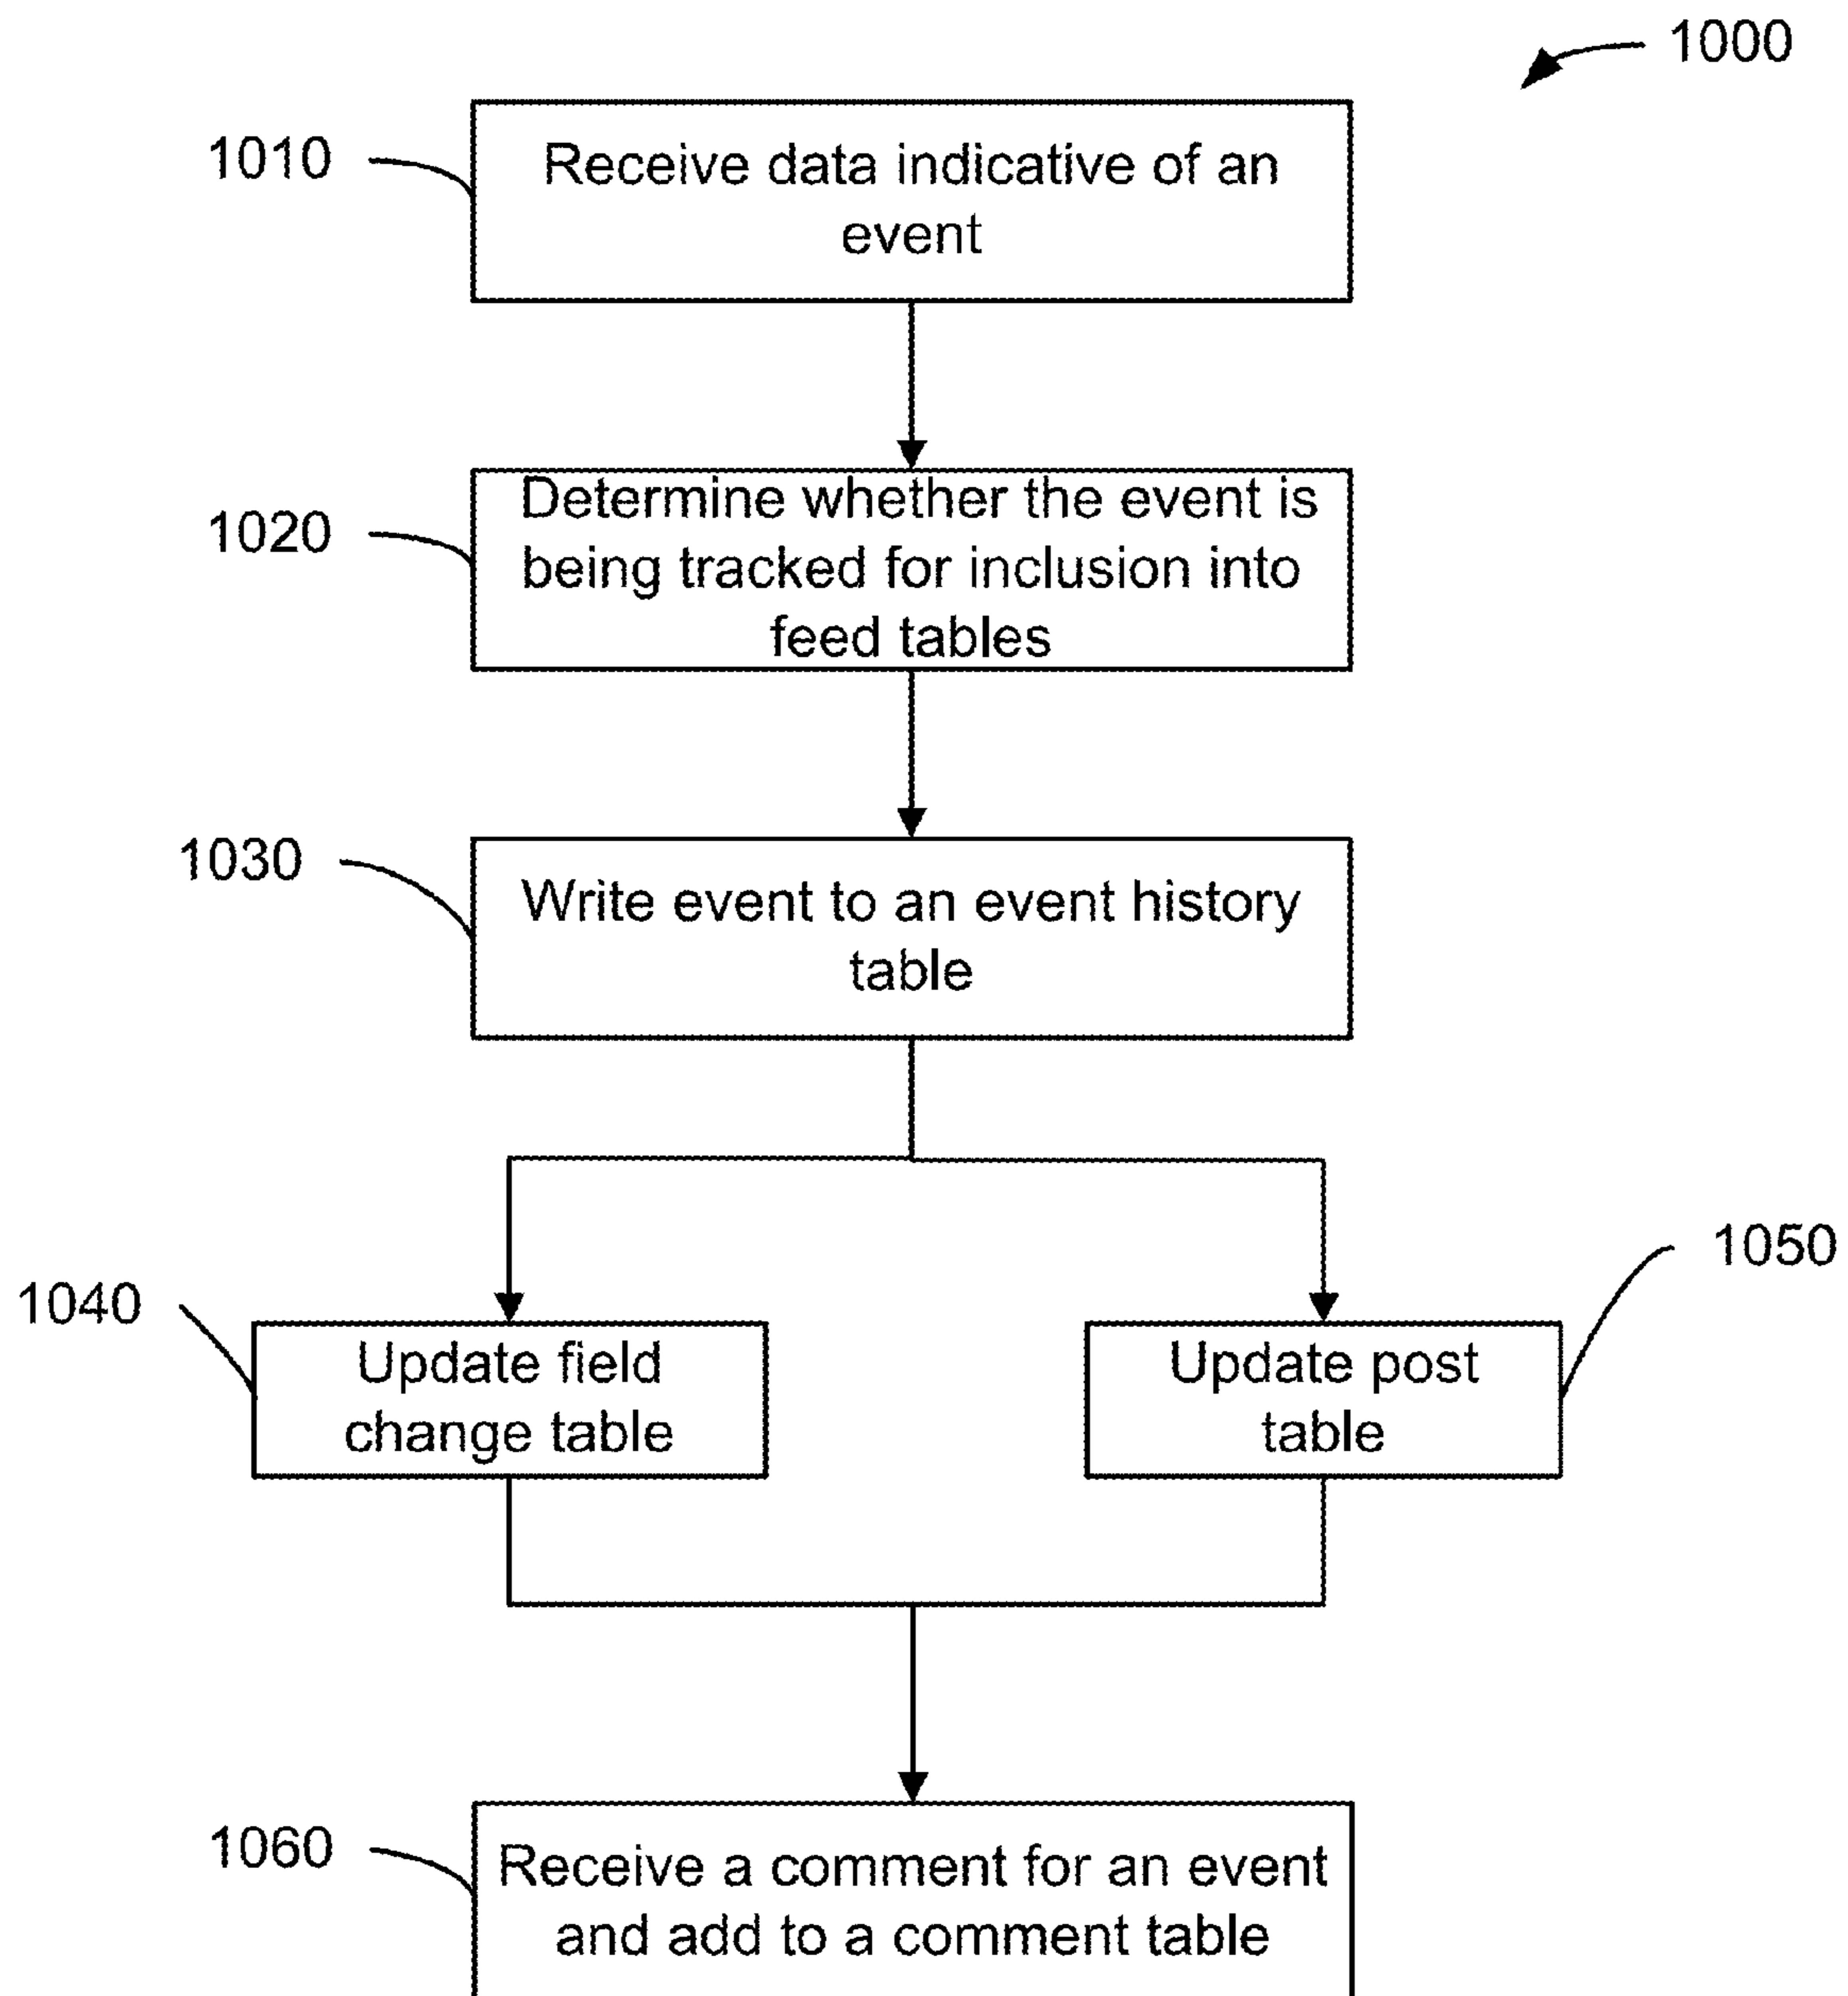 1000
1010
Receive data indicative of an
event
1020
Determine whether the event is
being tracked for inclusion into
feed tables
1030
Write event to an event history
table
1040
Update field
change table
1050
Update post
table
1060
Receive a comment for an event
and add to a comment table